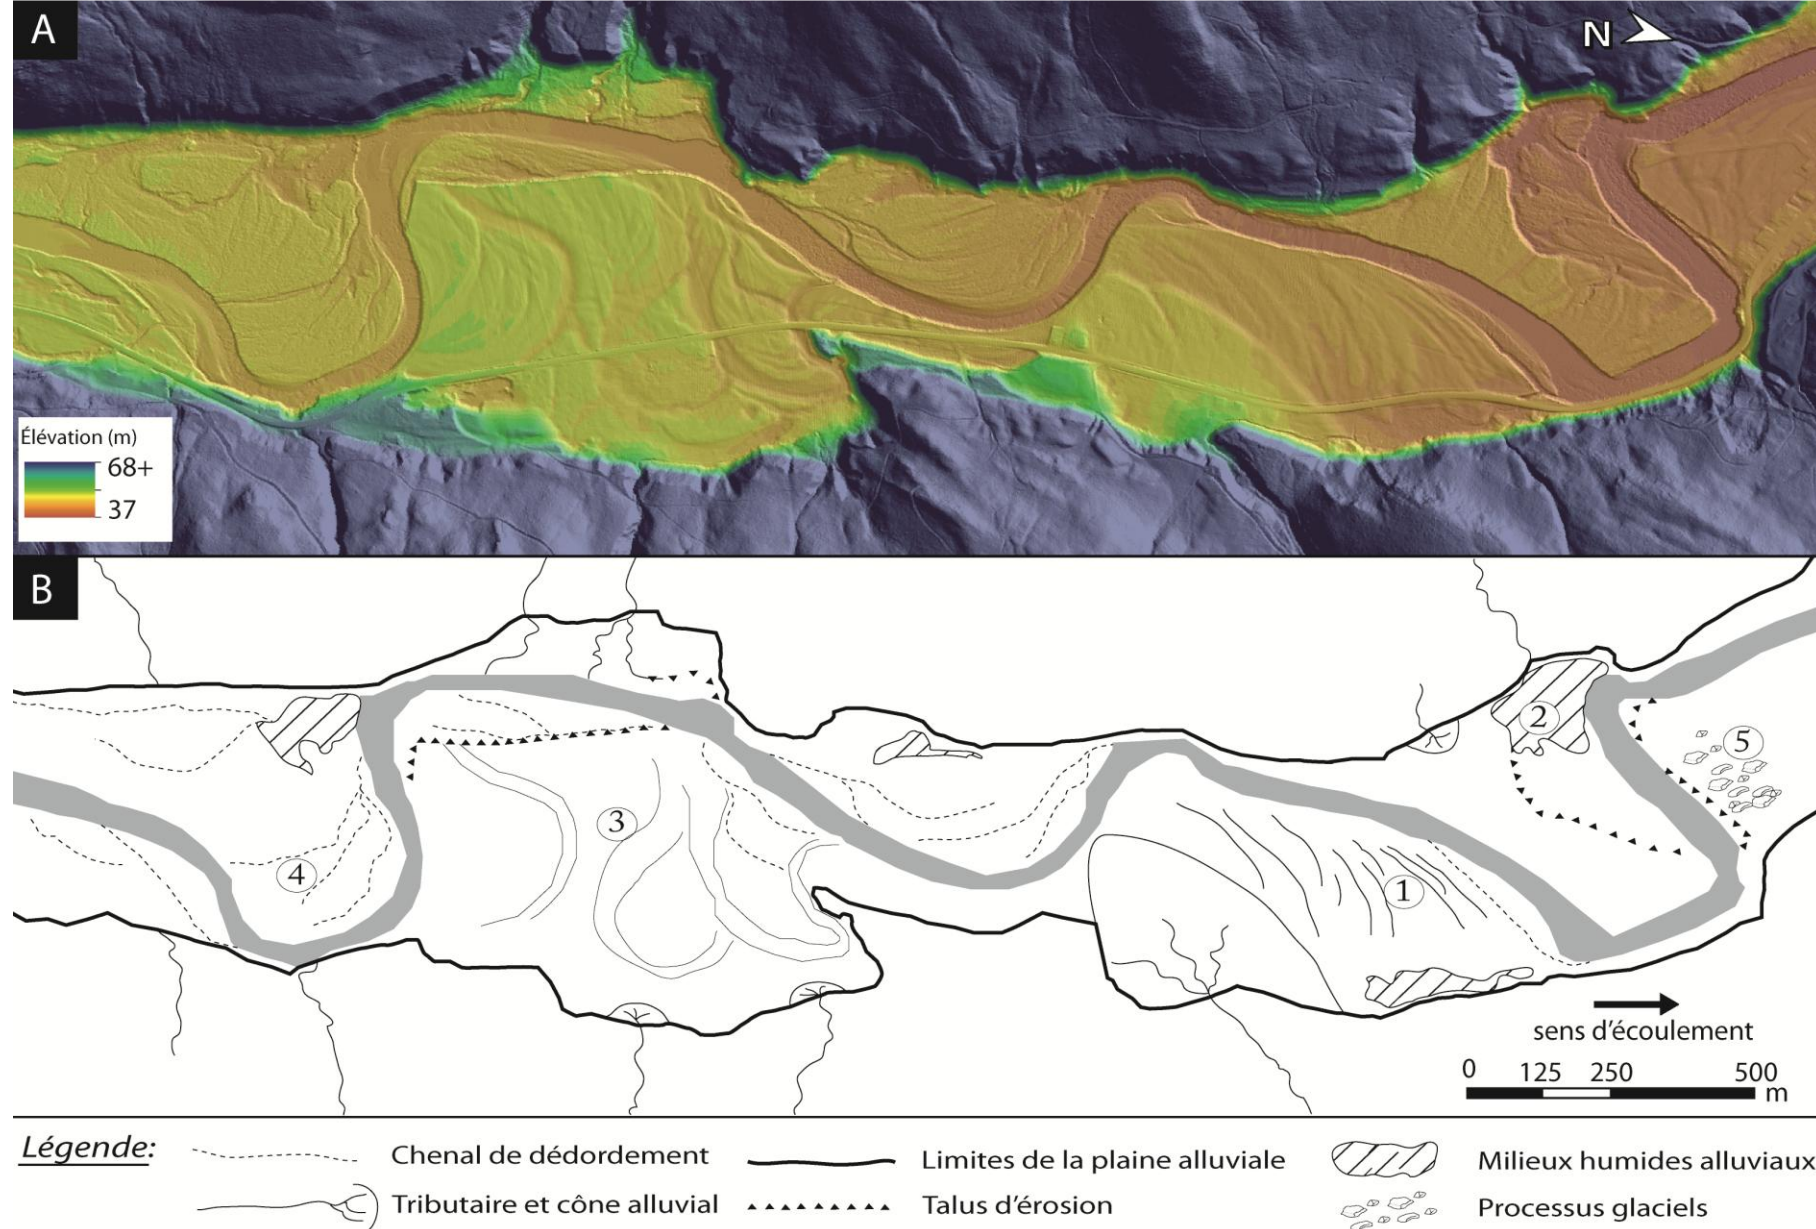 A
N
Élévation (m)
68+
37
B
2
5
3
4
1
sens d'écoulement
0 125 250 500
m
Légende:
Chenal de dédordement
Limites de la plaine alluviale
Milieux humides alluviaux
Tributaire et cône alluvial
Talus d'érosion
Processus glaciels